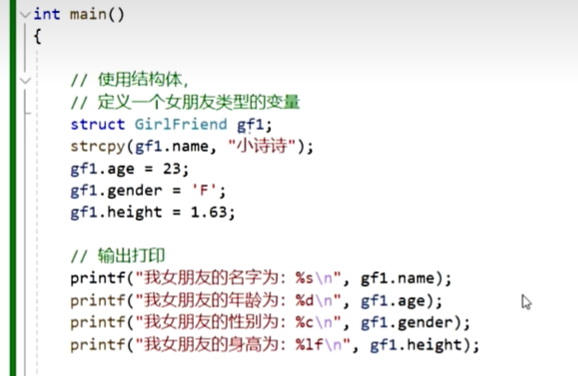 int main()
{
// 使用结构体,
// 定义一个女朋友类型的变量
struct GirlFriend gf1;
strcpy(gf1.name, "小诗诗");
gf1.age = 23;
gf1.gender = 'F';
gf1.height = 1.63;
// 输出打印
printf("我女朋友的名字为: %s\n", gf1.name);
printf("我女朋友的年龄为: %d\n", gf1.age);
printf("我女朋友的性别为: %c\n", gf1.gender);
printf("我女朋友的身高为: %lf\n", gf1.height);